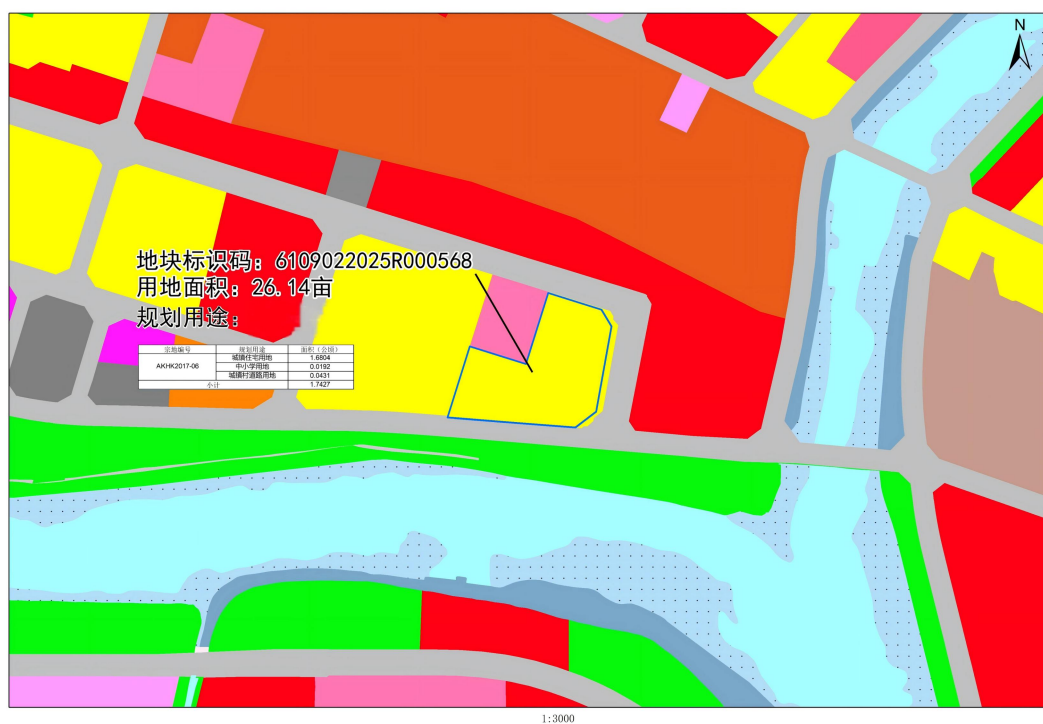 N
地块标识码：6109022025R000568
用地面积：26.14亩
规划用途：
宗地编号 规划用途 面积（公顷）
AKHK2017-06 城镇住宅用地 1.6804
中小学用地 0.0192
城镇村道路用地 0.0431
小计 1.7427
1:3000